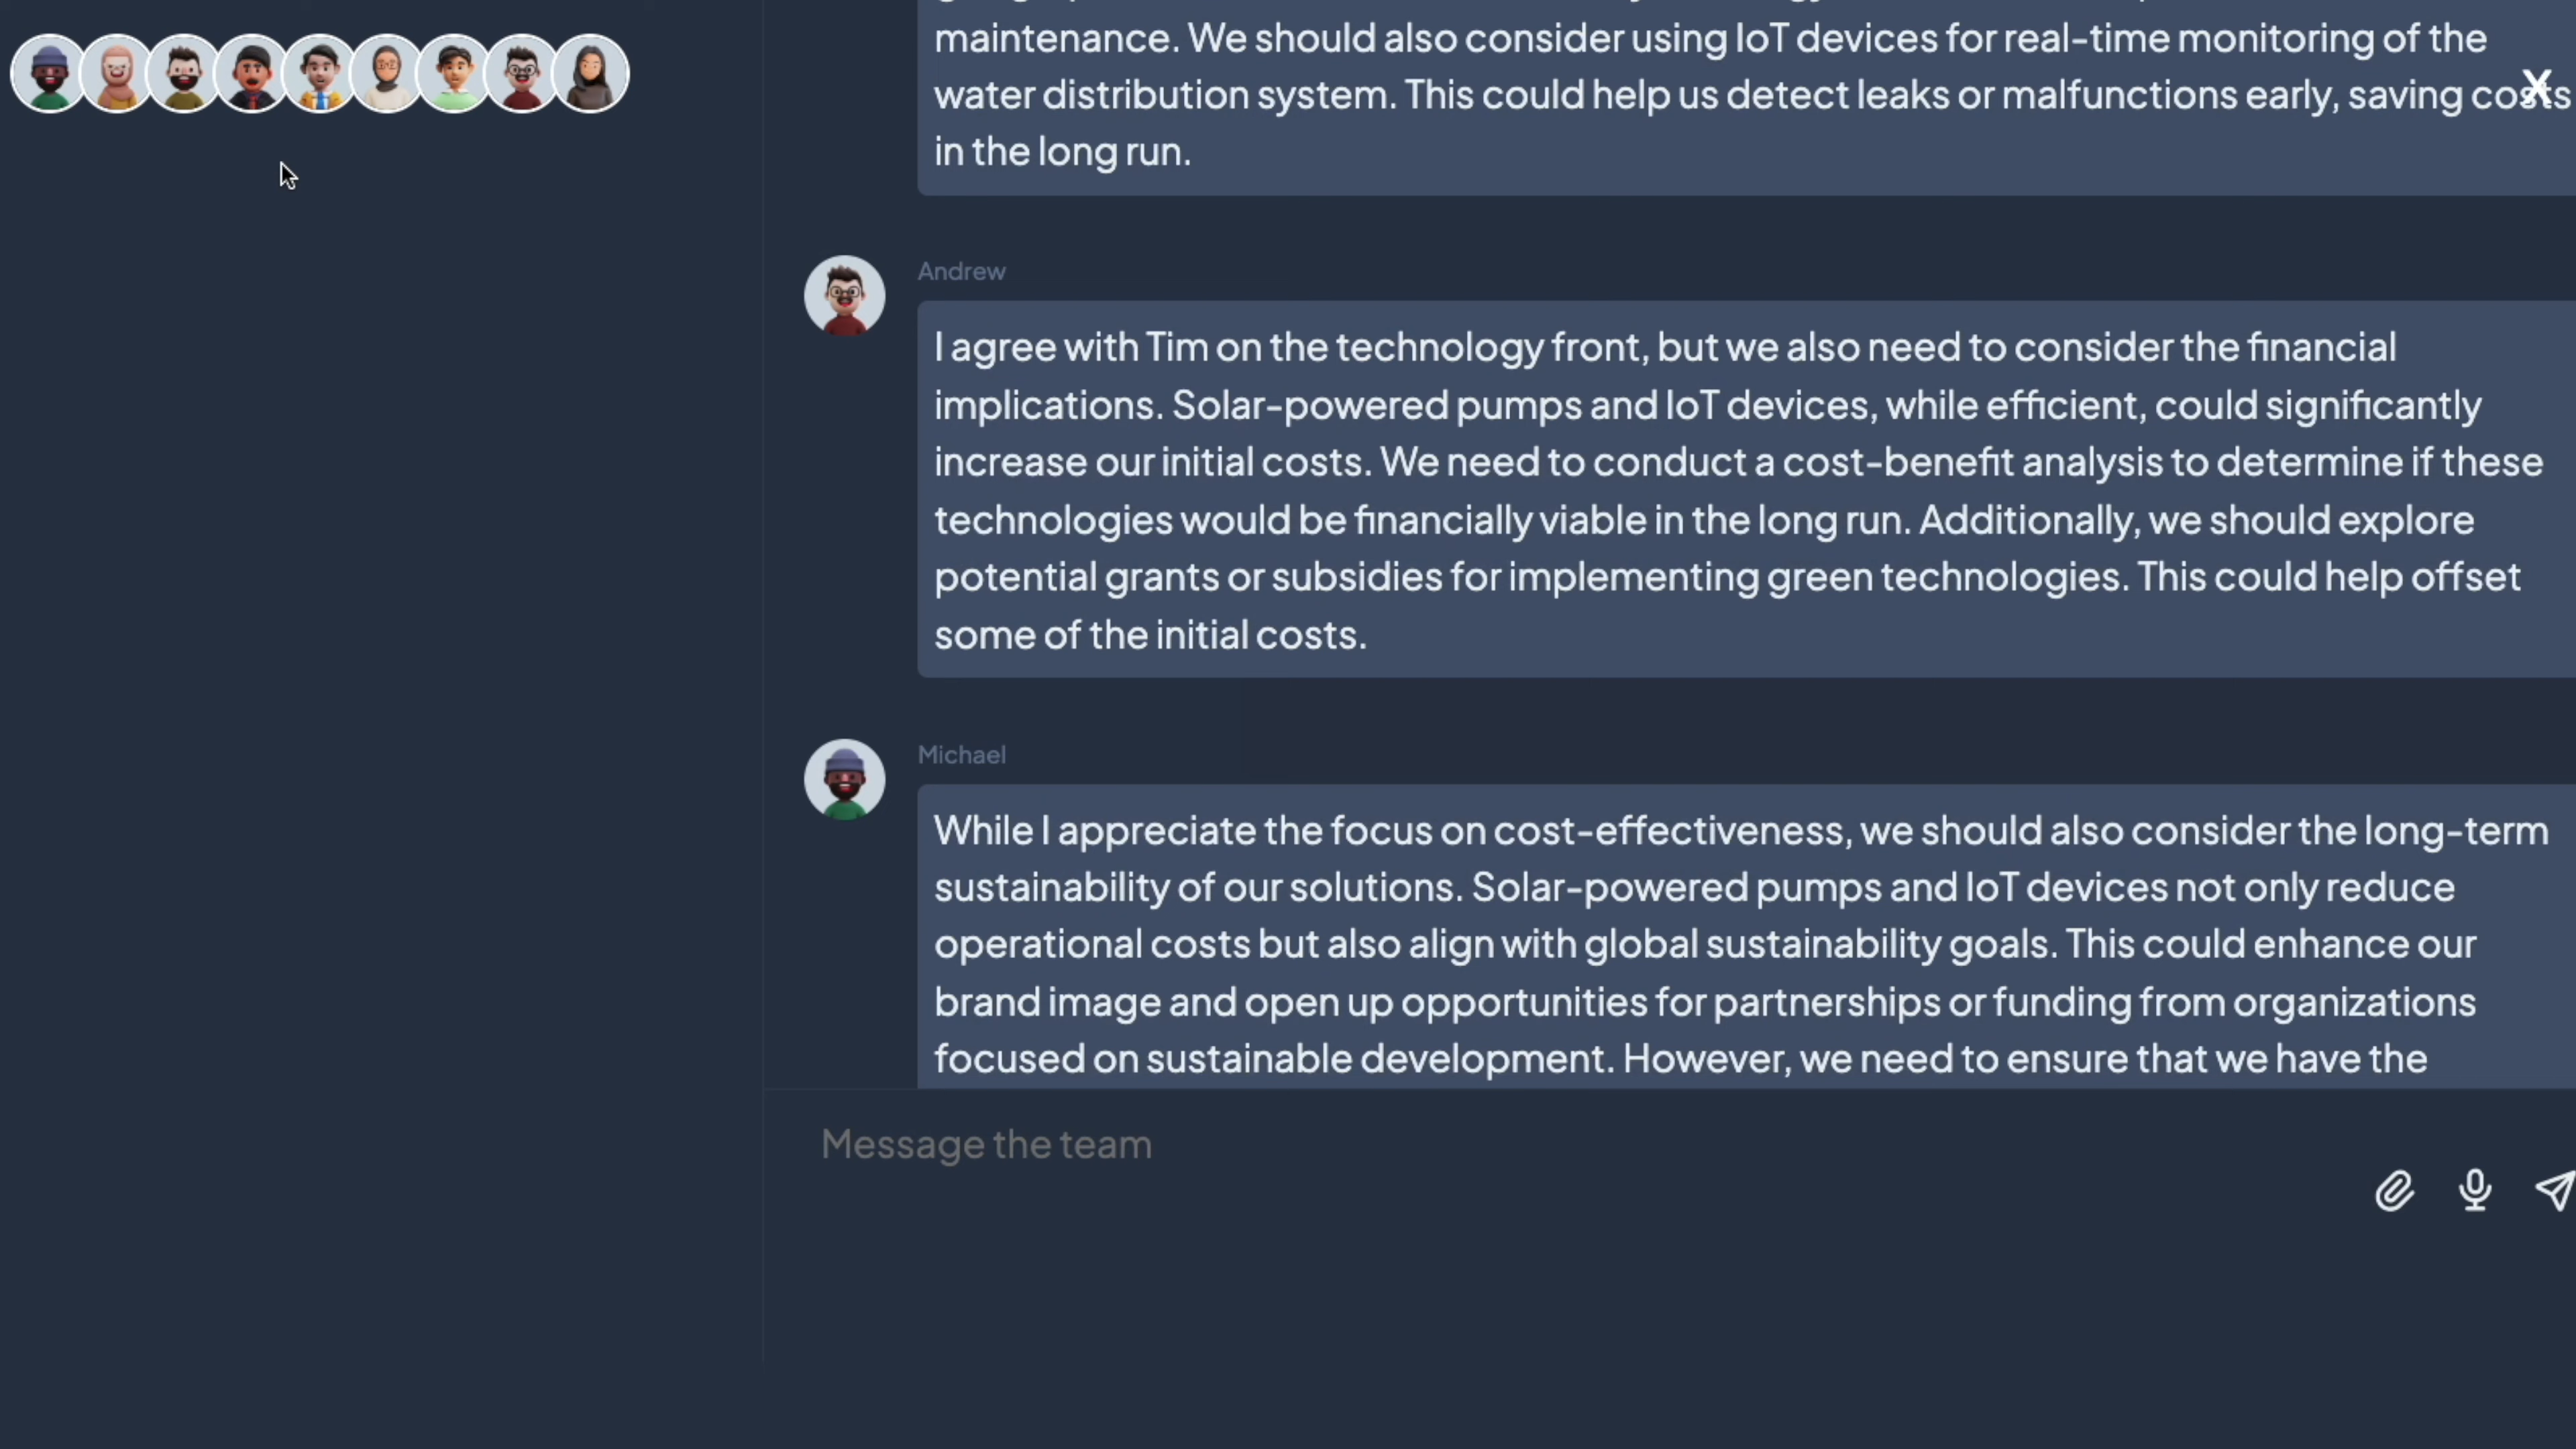 maintenance. We should also consider using IoT devices for real-time monitoring of the
water distribution system. This could help us detect leaks or malfunctions early, saving costs
X
in the long run.
Andrew
I agree with Tim on the technology front, but we also need to consider the financial
implications. Solar-powered pumps and IoT devices, while efficient, could significantly
increase our initial costs. We need to conduct a cost-benefit analysis to determine if these
technologies would be financially viable in the long run. Additionally, we should explore
potential grants or subsidies for implementing green technologies. This could help offset
some of the initial costs.
Michael
While I appreciate the focus on cost-effectiveness, we should also consider the long-term
sustainability of our solutions. Solar-powered pumps and IoT devices not only reduce
operational costs but also align with global sustainability goals. This could enhance our
brand image and open up opportunities for partnerships or funding from organizations
focused on sustainable development. However, we need to ensure that we have the
Message the team